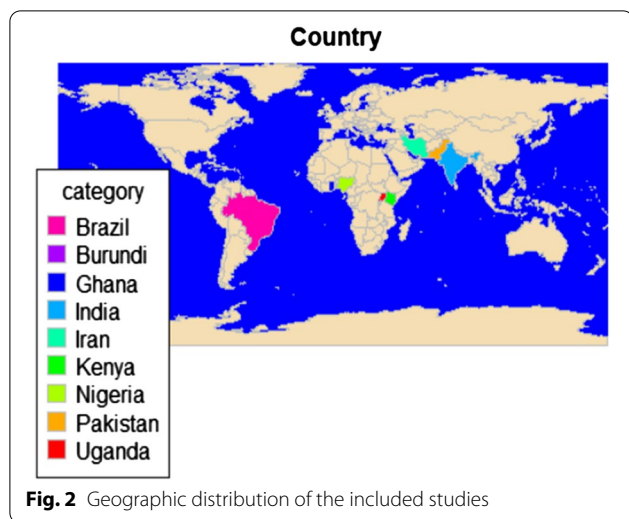 Country
category
Brazil
Burundi
Ghana
India
Iran
Kenya
Nigeria
Pakistan
Uganda
Fig. 2 Geographic distribution of the included studies